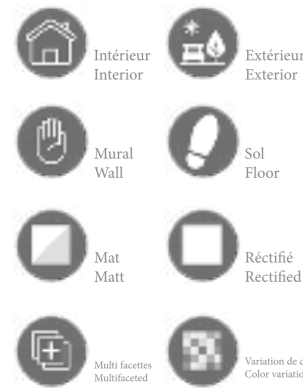 Intérieur
Interior
Extérieur
Exterior
Mural
Wall
Sol
Floor
Mat
Matt
Réctifié
Rectified
Multi facettes
Multifaceted
Variation de
Color variatio